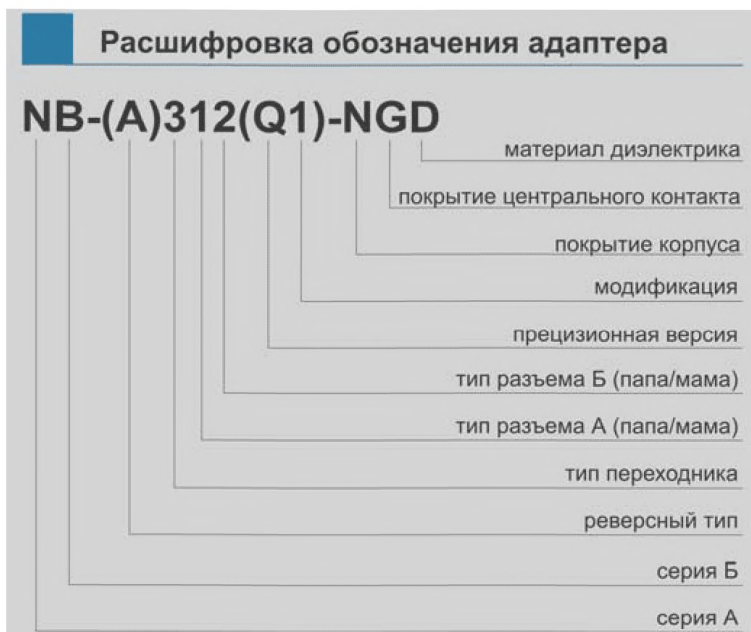 Расшифровка обозначения адаптера
NB-(A)312(Q1)-NGD
материал диэлектрика
покрытие центрального контакта
покрытие корпуса
модификация
прецизионная версия
тип разъема Б (папа/мама)
тип разъема А (папа/мама)
тип переходника
реверсный тип
серия Б
серия А